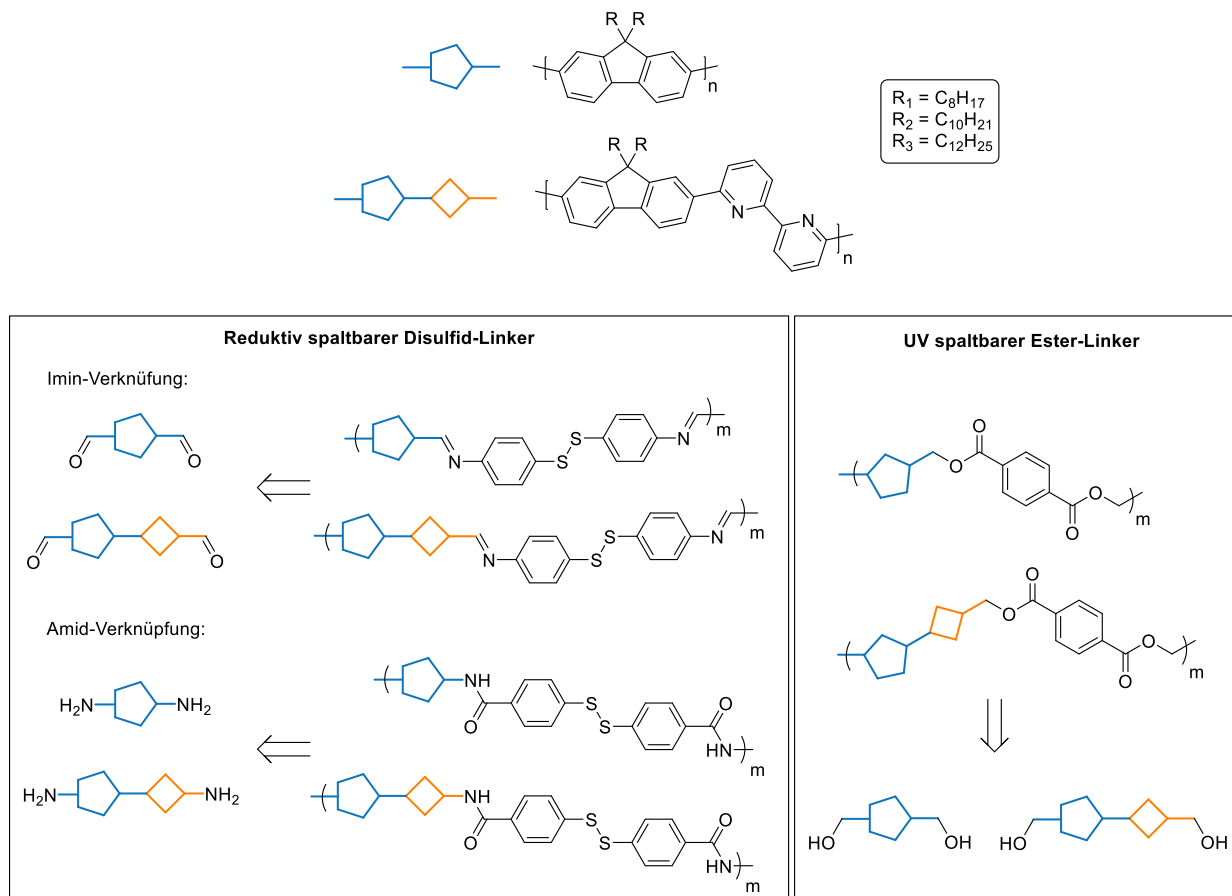 R R
n
R₁ = C₈H₁₇
R₂ = C₁₀H₂₁
R₃ = C₁₂H₂₅
R R
N
N
n
Reduktiv spaltbarer Disulfid-Linker
Imin-Verknüfung:
O O
N
S
S
N
m
O O
N
S
S
N
m
Amid-Verknüpfung:
H₂N NH₂
NH
O
S
S
O
HN
m
H₂N NH₂
NH
O
S
S
O
HN
m
UV spaltbarer Ester-Linker
O
O
O
O
m
O
O
O
O
m
HO OH
HO OH